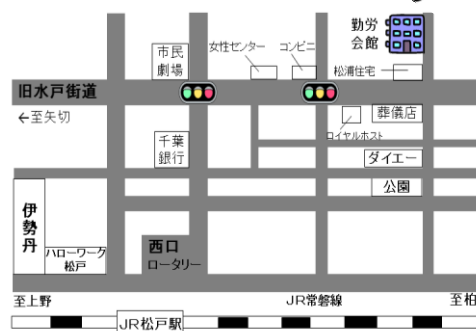 勤労
会館
市民
劇場
女性センター
コンビニ
松浦住宅
旧水戸街道
←至矢切
ロイヤルホスト
葬儀店
千葉
銀行
ダイエー
公園
伊勢丹
ハローワーク
松戸
西口
ロータリー
至上野
JR常磐線
至柏
JR松戸駅